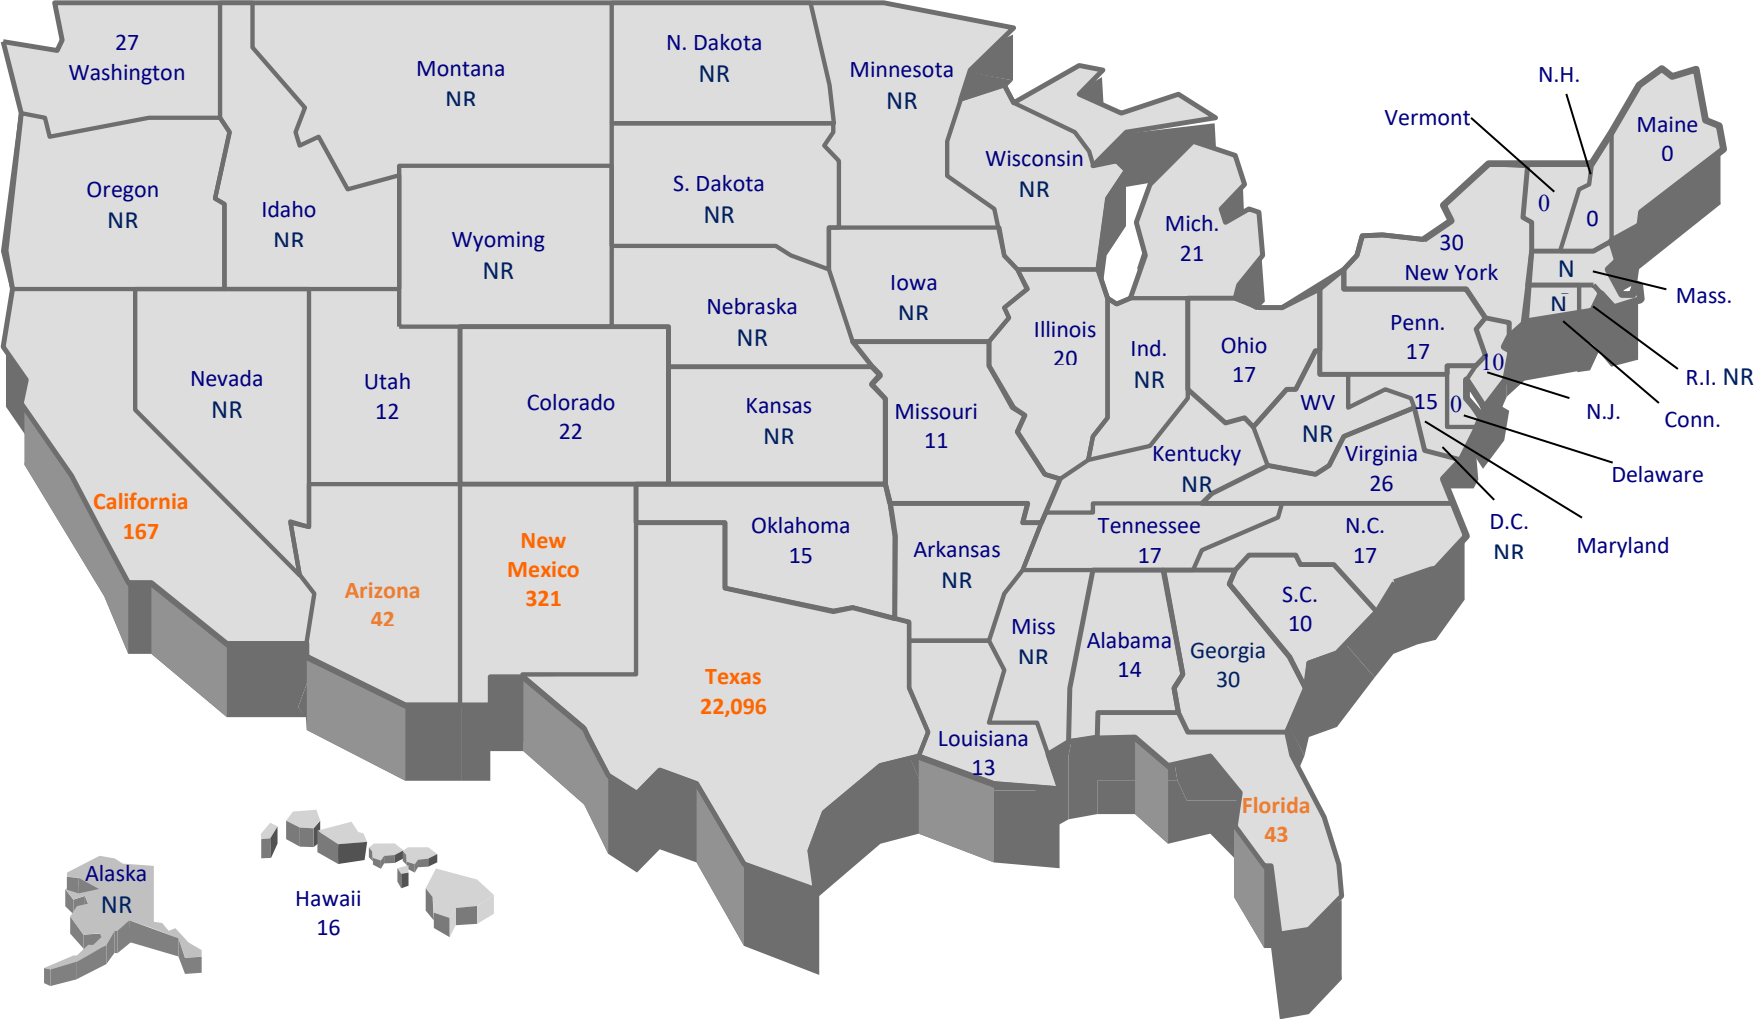 27
Washington
Montana
NR
N. Dakota
NR
Minnesota
NR
N.H.
Vermont
Maine
0
Oregon
NR
Idaho
NR
Wyoming
NR
S. Dakota
NR
Wisconsin
NR
Mich.
21
0
0
30
New York
N
Mass.
N
Nebraska
NR
Iowa
NR
Illinois
20
Ind.
NR
Ohio
17
Penn.
17
10
R.I. NR
Nevada
NR
Utah
12
Colorado
22
Kansas
NR
Missouri
11
WV
NR
15
0
N.J.
Conn.
Kentucky
NR
Virginia
26
Delaware
California
167
New
Mexico
321
Oklahoma
15
Arkansas
NR
Tennessee
17
N.C.
17
D.C.
NR
Maryland
Arizona
42
Texas
22,096
Miss
NR
Alabama
14
Georgia
30
S.C.
10
Louisiana
13
Florida
43
Alaska
NR
Hawaii
16